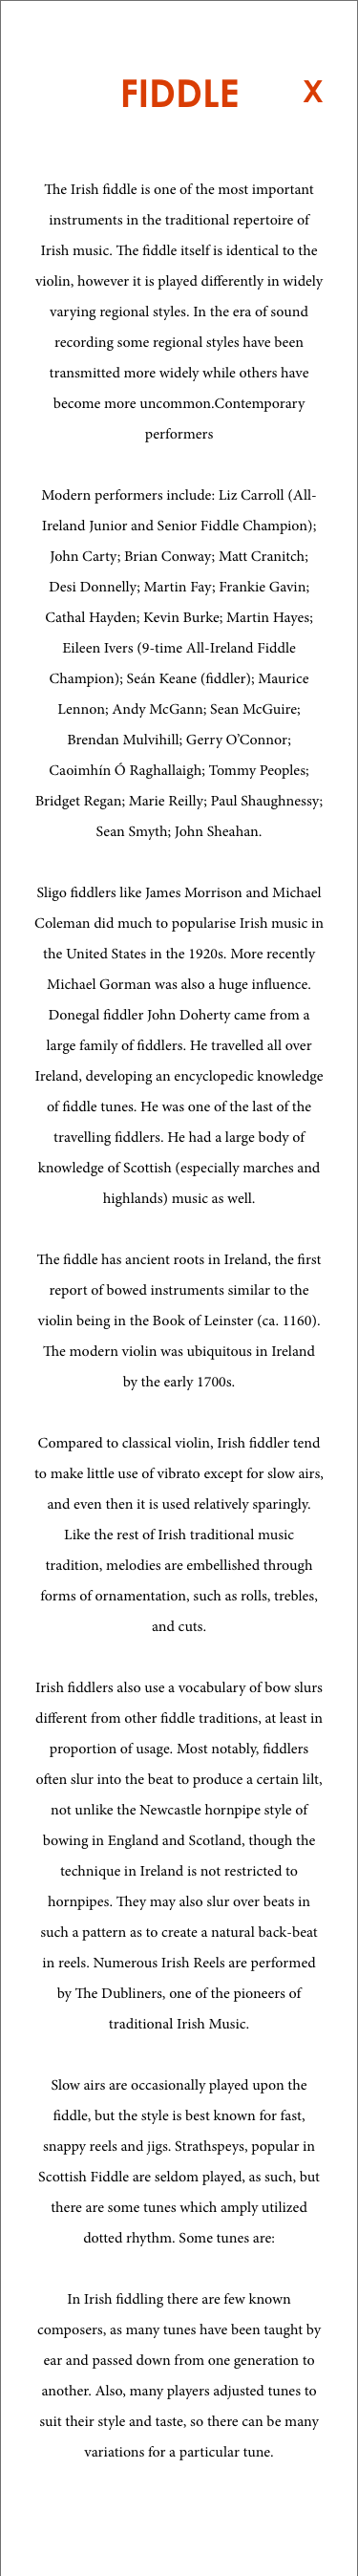 FIDDLE X
The Irish fiddle is one of the most important
instruments in the traditional repertoire of
Irish music. The fiddle itself is identical to the
violin, however it is played differently in widely
varying regional styles. In the era of sound
recording some regional styles have been
transmitted more widely while others have
become more uncommon.Contemporary
performers
Modern performers include: Liz Carroll (All-
Ireland Junior and Senior Fiddle Champion);
John Carty; Brian Conway; Matt Cranitch;
Desi Donnelly; Martin Fay; Frankie Gavin;
Cathal Hayden; Kevin Burke; Martin Hayes;
Eileen Ivers (9-time All-Ireland Fiddle
Champion); Seán Keane (fiddler); Maurice
Lennon; Andy McGann; Sean McGuire;
Brendan Mulvihill; Gerry O’Connor;
Caoimhín Ó Raghallaigh; Tommy Peoples;
Bridget Regan; Marie Reilly; Paul Shaughnessy;
Sean Smyth; John Sheahan.
Sligo fiddlers like James Morrison and Michael
Coleman did much to popularise Irish music in
the United States in the 1920s. More recently
Michael Gorman was also a huge influence.
Donegal fiddler John Doherty came from a
large family of fiddlers. He travelled all over
Ireland, developing an encyclopedic knowledge
of fiddle tunes. He was one of the last of the
travelling fiddlers. He had a large body of
knowledge of Scottish (especially marches and
highlands) music as well.
The fiddle has ancient roots in Ireland, the first
report of bowed instruments similar to the
violin being in the Book of Leinster (ca. 1160).
The modern violin was ubiquitous in Ireland
by the early 1700s.
Compared to classical violin, Irish fiddler tend
to make little use of vibrato except for slow airs,
and even then it is used relatively sparingly.
Like the rest of Irish traditional music
tradition, melodies are embellished through
forms of ornamentation, such as rolls, trebles,
and cuts.
Irish fiddlers also use a vocabulary of bow slurs
different from other fiddle traditions, at least in
proportion of usage. Most notably, fiddlers
often slur into the beat to produce a certain lilt,
not unlike the Newcastle hornpipe style of
bowing in England and Scotland, though the
technique in Ireland is not restricted to
hornpipes. They may also slur over beats in
such a pattern as to create a natural back-beat
in reels. Numerous Irish Reels are performed
by The Dubliners, one of the pioneers of
traditional Irish Music.
Slow airs are occasionally played upon the
fiddle, but the style is best known for fast,
snappy reels and jigs. Strathspeys, popular in
Scottish Fiddle are seldom played, as such, but
there are some tunes which amply utilized
dotted rhythm. Some tunes are:
In Irish fiddling there are few known
composers, as many tunes have been taught by
ear and passed down from one generation to
another. Also, many players adjusted tunes to
suit their style and taste, so there can be many
variations for a particular tune.